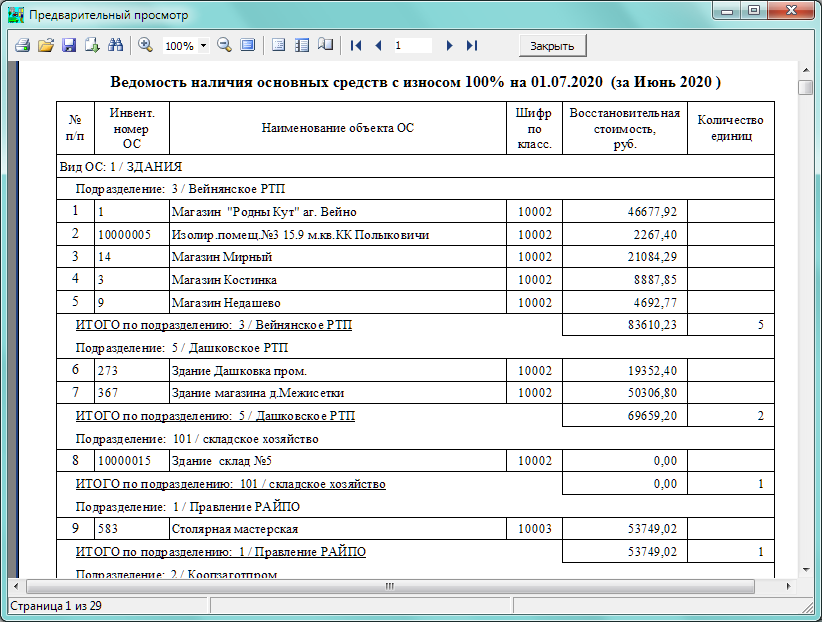 Предварительный просмотр
100%
1
Закрыть
Ведомость наличия основных средств с износом 100% на 01.07.2020 (за Июнь 2020 )
№ п/п Инвент. номер ОС Наименование объекта ОС Шифр по класс. Восстановительная стоимость, руб. Количество единиц
Вид ОС: 1 / ЗДАНИЯ
Подразделение: 3 / Вейнянское РТП
1 1 Магазин "Родны Кут" аг. Вейно 10002 46677,92
2 10000005 Изолир.помещ.№3 15.9 м.кв.КК Полыковичи 10002 2267,40
3 14 Магазин Мирный 10002 21084,29
4 3 Магазин Костинка 10002 8887,85
5 9 Магазин Недашево 10002 4692,77
ИТОГО по подразделению: 3 / Вейнянское РТП 83610,23 5
Подразделение: 5 / Дашковское РТП
6 273 Здание Дашковка пром. 10002 19352,40
7 367 Здание магазина д.Межисетки 10002 50306,80
ИТОГО по подразделению: 5 / Дашковское РТП 69659,20 2
Подразделение: 101 / складское хозяйство
8 10000015 Здание склад №5 10002 0,00
ИТОГО по подразделению: 101 / складское хозяйство 0,00 1
Подразделение: 1 / Правление РАЙПО
9 583 Столярная мастерская 10003 53749,02
ИТОГО по подразделению: 1 / Правление РАЙПО 53749,02 1
Подразделение: 2 / Коопзаготпром
Страница 1 из 29